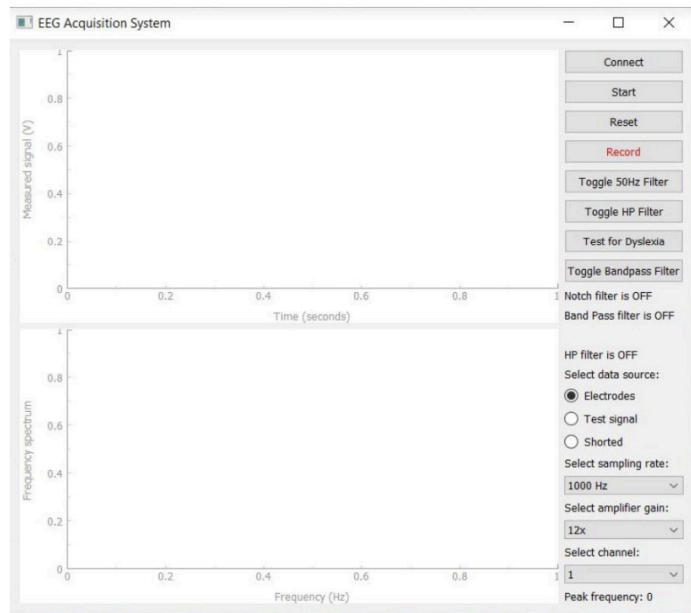 EEG Acquisition System
1
0.8
0.6
0.4
0.2
0
Measured signal (V)
0
0.2
0.4
0.6
0.8
1
Time (seconds)
1
0.8
0.6
0.4
0.2
0
Frequency spectrum
0
0.2
0.4
0.6
0.8
1
Frequency (Hz)
Connect
Start
Reset
Record
Toggle 50Hz Filter
Toggle HP Filter
Test for Dyslexia
Toggle Bandpass Filter
Notch filter is OFF
Band Pass filter is OFF
HP filter is OFF
Select data source:
Electrodes
Test signal
Shorted
Select sampling rate:
1000 Hz
Select amplifier gain:
12x
Select channel:
1
Peak frequency: 0